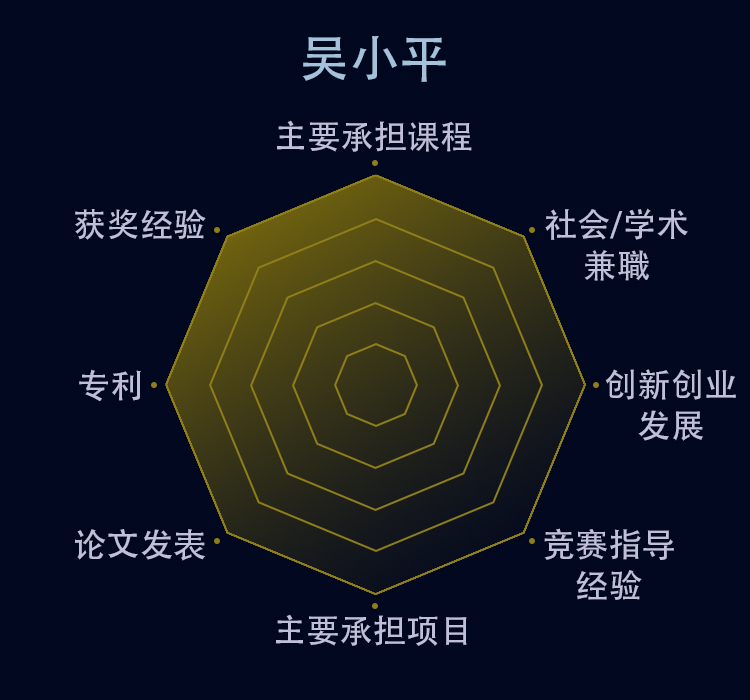 吴小平
主要承担课程
获奖经验
社会/学术
兼職
专利
创新创业
发展
论文发表
竞赛指导
经验
主要承担项目